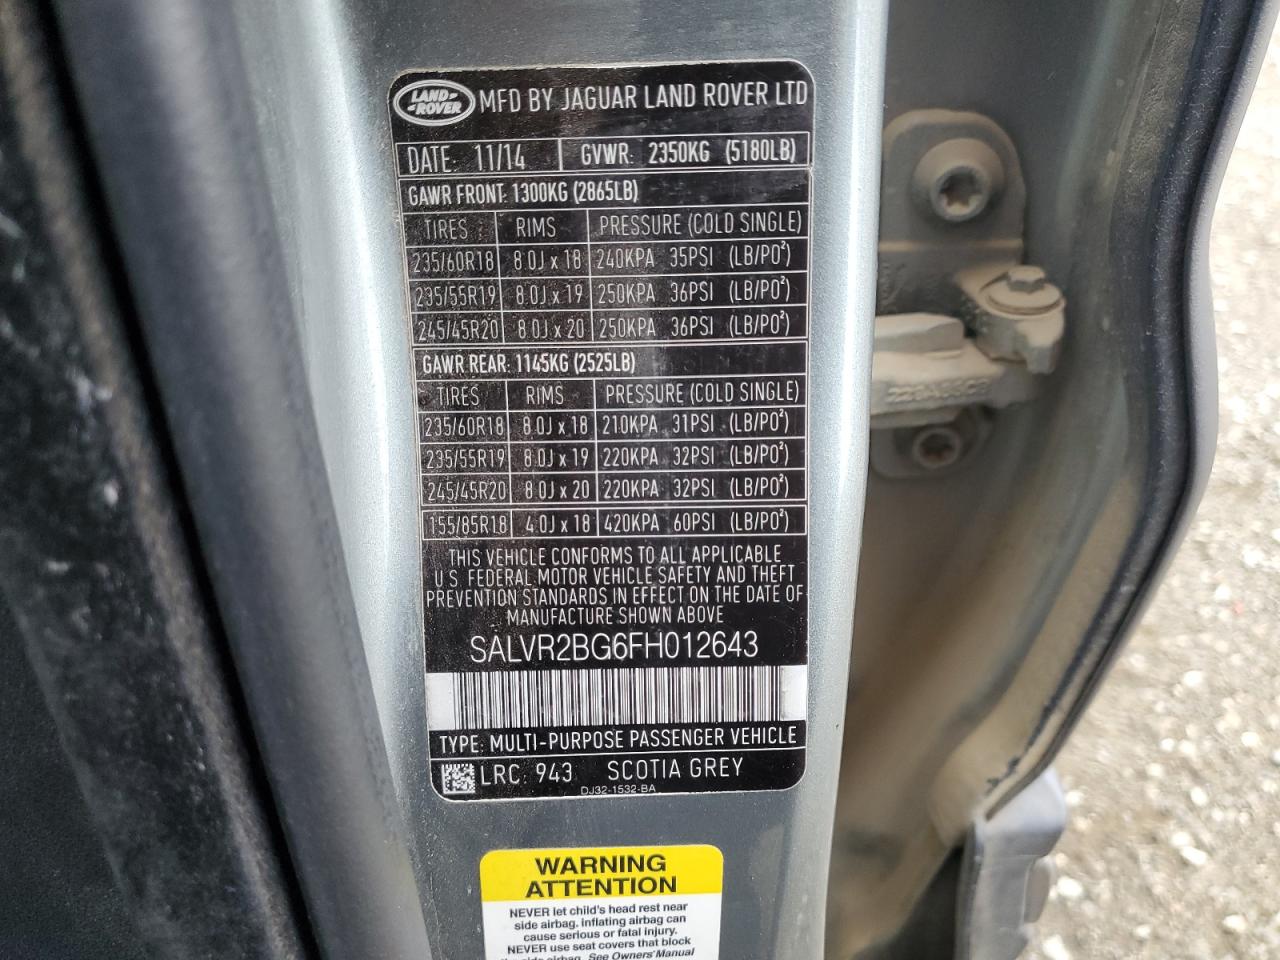 LAND-ROVER MFD BY JAGUAR LAND ROVER LTD
DATE: 11/14 GVWR: 2350KG (5180LB)
GAWR FRONT: 1300KG (2865LB)
TIRES RIMS PRESSURE (COLD SINGLE)
235/60R18 8.0J x 18 240KPA 35PSI (LB/PO²)
235/55R19 8.0J x 19 250KPA 36PSI (LB/PO²)
245/45R20 8.0J x 20 250KPA 36PSI (LB/PO²)
GAWR REAR: 1145KG (2525LB)
TIRES RIMS PRESSURE (COLD SINGLE)
235/60R18 8.0J x 18 210KPA 31PSI (LB/PO²)
235/55R19 8.0J x 19 220KPA 32PSI (LB/PO²)
245/45R20 8.0J x 20 220KPA 32PSI (LB/PO²)
155/85R18 4.0J x 18 420KPA 60PSI (LB/PO²)
THIS VEHICLE CONFORMS TO ALL APPLICABLE
U.S. FEDERAL MOTOR VEHICLE SAFETY AND THEFT
PREVENTION STANDARDS IN EFFECT ON THE DATE OF
MANUFACTURE SHOWN ABOVE
SALVR2BG6FH012643
TYPE: MULTI-PURPOSE PASSENGER VEHICLE
LRC: 943 SCOTIA GREY
DJ32-1532-BA
WARNING
ATTENTION
NEVER let child's head rest near
side airbag. inflating airbag can
cause serious or fatal injury.
NEVER use seat covers that block
the side airbag. See Owners' Manual